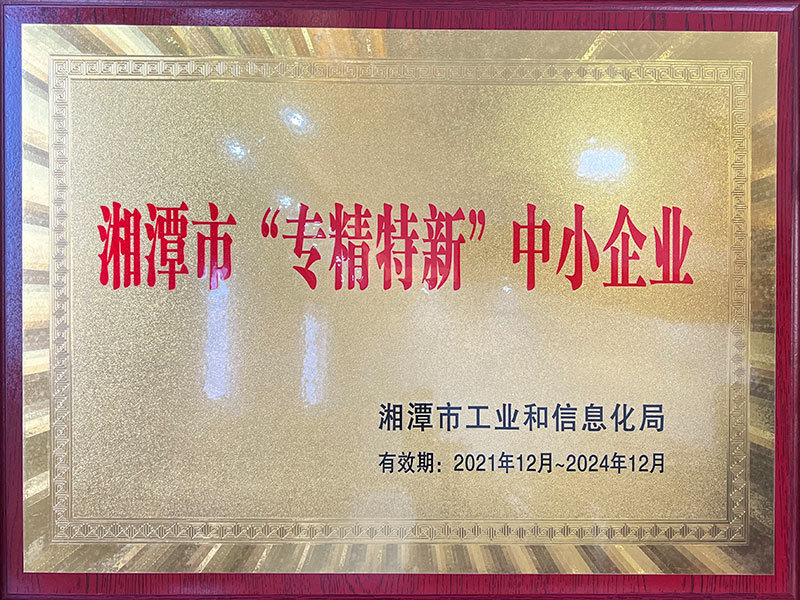 湘潭市“专精特新”中小企业
湘潭市工业和信息化局
有效期：2021年12月~2024年12月